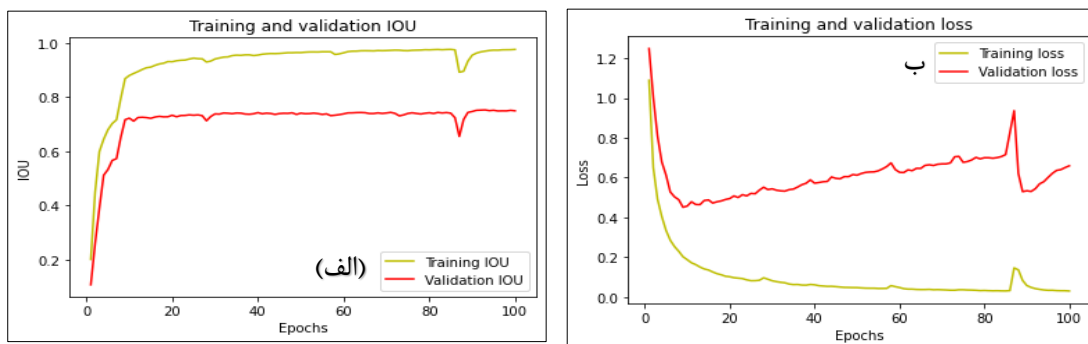 Training and validation IOU
1.0
0.8
0.6
0.4
0.2
IOU
0 20 40 60 80 100
Epochs
(الف)
Training IOU
Validation IOU
Training and validation loss
1.2
1.0
0.8
0.6
0.4
0.2
0.0
Loss
0 20 40 60 80 100
Epochs
ب
Training loss
Validation loss